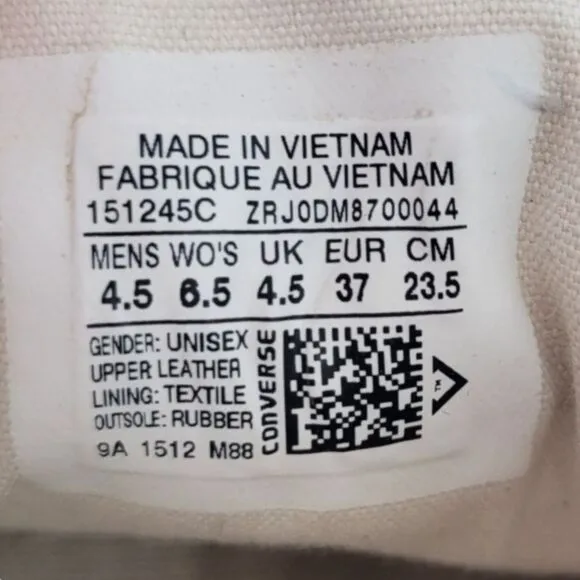 MADE IN VIETNAM
FABRIQUE AU VIETNAM
151245C ZRJ0DM8700044
MENS WO'S UK EUR CM
4.5 6.5 4.5 37 23.5
GENDER: UNISEX
UPPER LEATHER
LINING: TEXTILE
OUTSOLE: RUBBER
9A 1512 M88
CONVERSE
TM